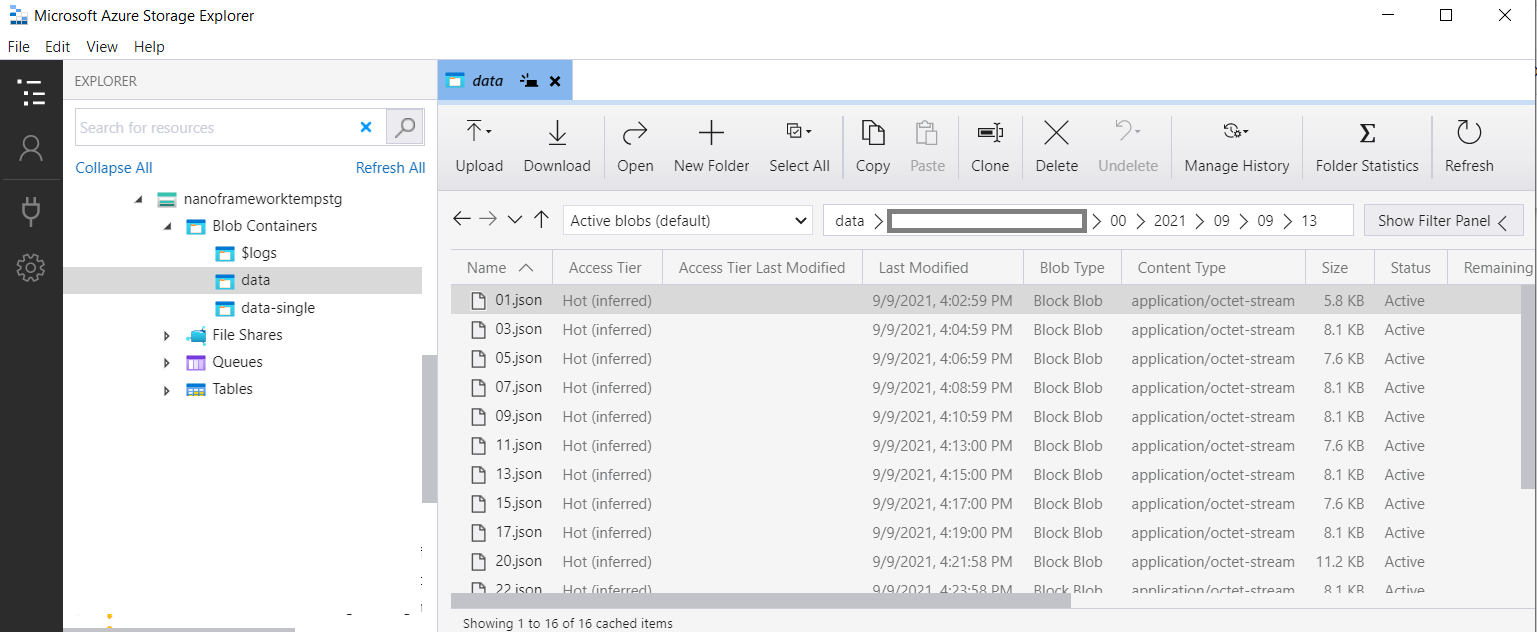 Microsoft Azure Storage Explorer
File Edit View Help
EXPLORER
Search for resources
Collapse All Refresh All
nanoframeworktempstg
Blob Containers
$logs
data
data-single
File Shares
Queues
Tables
data
Upload Download Open New Folder Select All Copy Paste Clone Delete Undelete Manage History Folder Statistics Refresh
Active blobs (default) data 00 2021 09 09 13 Show Filter Panel
Name Access Tier Access Tier Last Modified Last Modified Blob Type Content Type Size Status Remaining
01.json Hot (inferred) 9/9/2021, 4:02:59 PM Block Blob application/octet-stream 5.8 KB Active
03.json Hot (inferred) 9/9/2021, 4:04:59 PM Block Blob application/octet-stream 8.1 KB Active
05.json Hot (inferred) 9/9/2021, 4:06:59 PM Block Blob application/octet-stream 7.6 KB Active
07.json Hot (inferred) 9/9/2021, 4:08:59 PM Block Blob application/octet-stream 8.1 KB Active
09.json Hot (inferred) 9/9/2021, 4:10:59 PM Block Blob application/octet-stream 8.1 KB Active
11.json Hot (inferred) 9/9/2021, 4:13:00 PM Block Blob application/octet-stream 7.6 KB Active
13.json Hot (inferred) 9/9/2021, 4:15:00 PM Block Blob application/octet-stream 8.1 KB Active
15.json Hot (inferred) 9/9/2021, 4:17:00 PM Block Blob application/octet-stream 7.6 KB Active
17.json Hot (inferred) 9/9/2021, 4:19:00 PM Block Blob application/octet-stream 8.1 KB Active
20.json Hot (inferred) 9/9/2021, 4:21:58 PM Block Blob application/octet-stream 11.2 KB Active
22.json Hot (inferred) 9/9/2021, 4:23:58 PM Block Blob application/octet-stream 8.1 KB Active
Showing 1 to 16 of 16 cached items